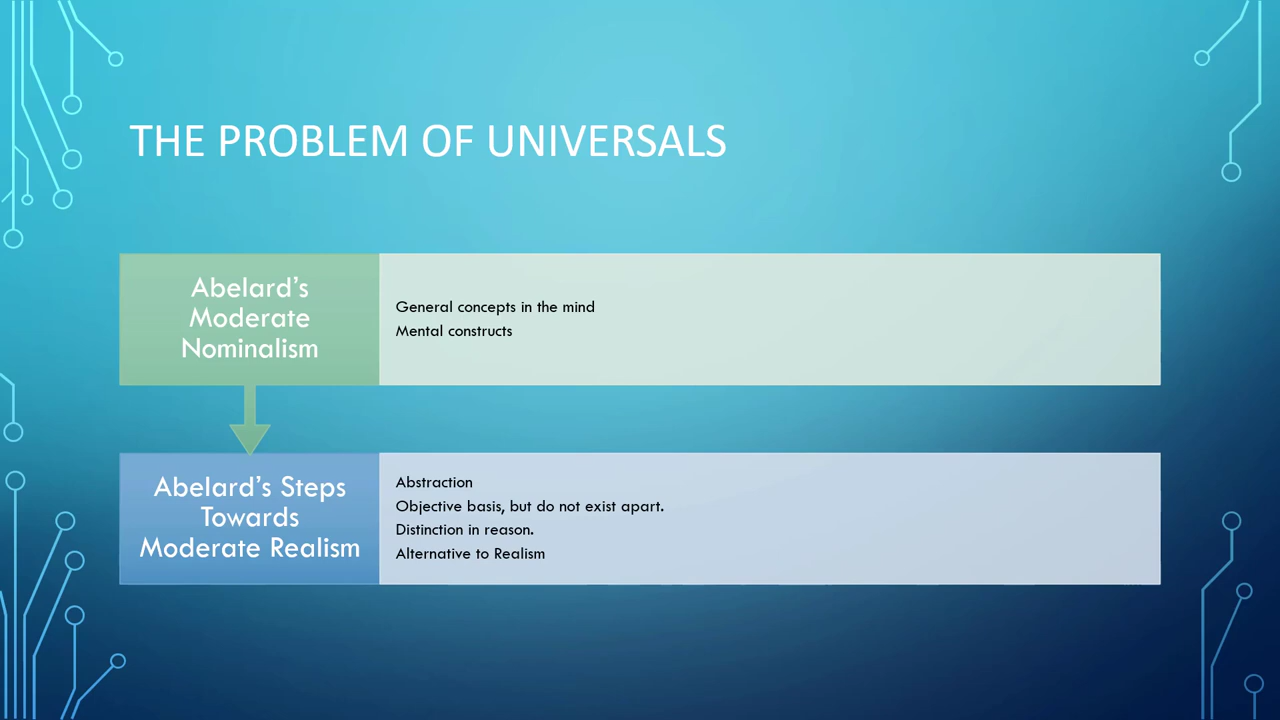 THE PROBLEM OF UNIVERSALS
Abelard’s
Moderate
Nominalism
General concepts in the mind
Mental constructs
Abelard’s Steps
Towards
Moderate Realism
Abstraction
Objective basis, but do not exist apart.
Distinction in reason.
Alternative to Realism